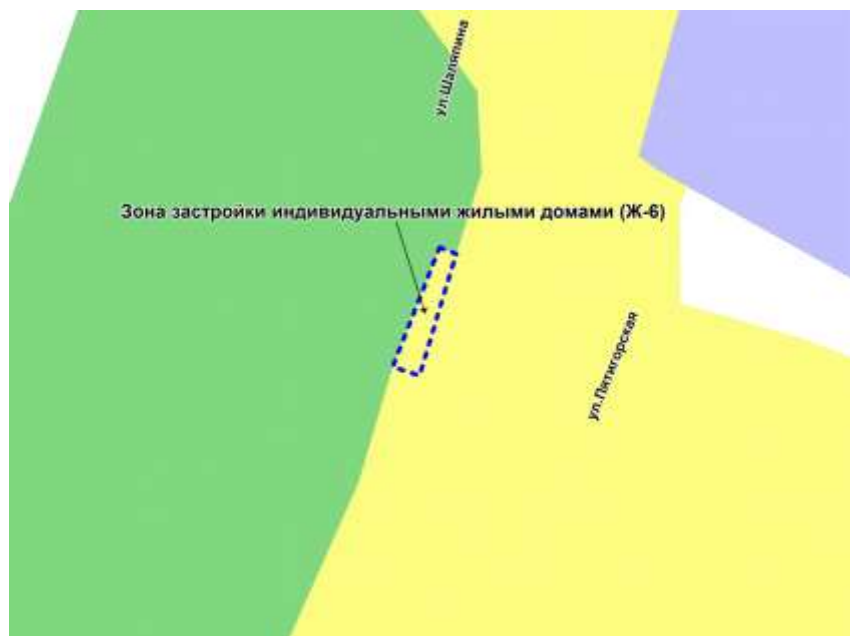 ул.Шаляпина
Зона застройки индивидуальными жилыми домами (Ж-6)
ул.Пятигорская